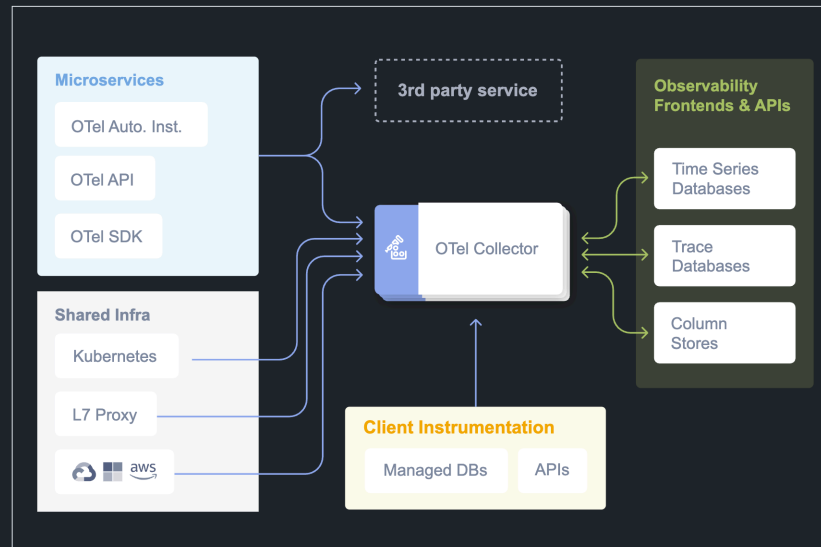 Microservices
OTel Auto. Inst.
OTel API
OTel SDK
3rd party service
Observability
Frontends & APIs
Time Series
Databases
Trace
Databases
Column
Stores
OTel Collector
Shared Infra
Kubernetes
L7 Proxy
aws
Client Instrumentation
Managed DBs
APIs